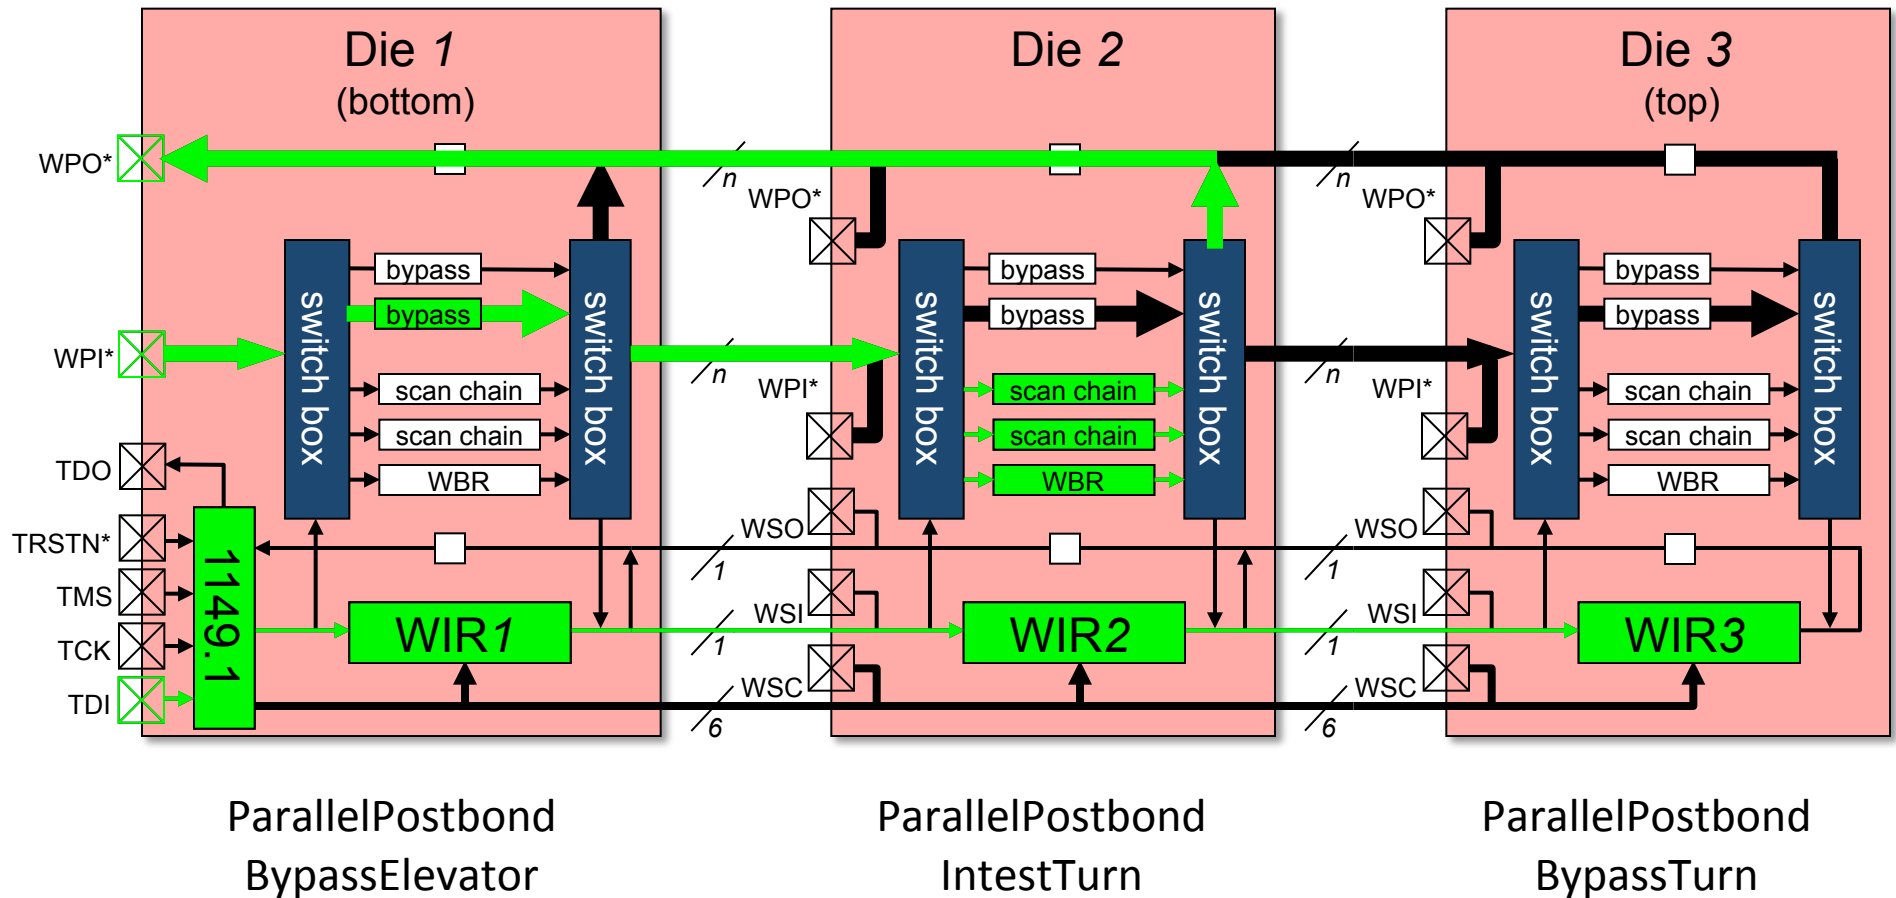 Die 1
(bottom)
Die 2
Die 3
(top)
WPO*
n
n
WPO*
WPO*
switch box
bypass
bypass
scan chain
scan chain
WBR
switch box
switch box
bypass
bypass
scan chain
scan chain
WBR
switch box
switch box
bypass
bypass
scan chain
scan chain
WBR
switch box
WPI*
n
n
WPI*
WPI*
TDO
TRSTN*
TMS
TCK
TDI
1149.1
WSO
WSO
1
1
WSI
WSI
WIR1
1
WIR2
1
WIR3
WSC
WSC
6
6
ParallelPostbond
BypassElevator
ParallelPostbond
IntestTurn
ParallelPostbond
BypassTurn